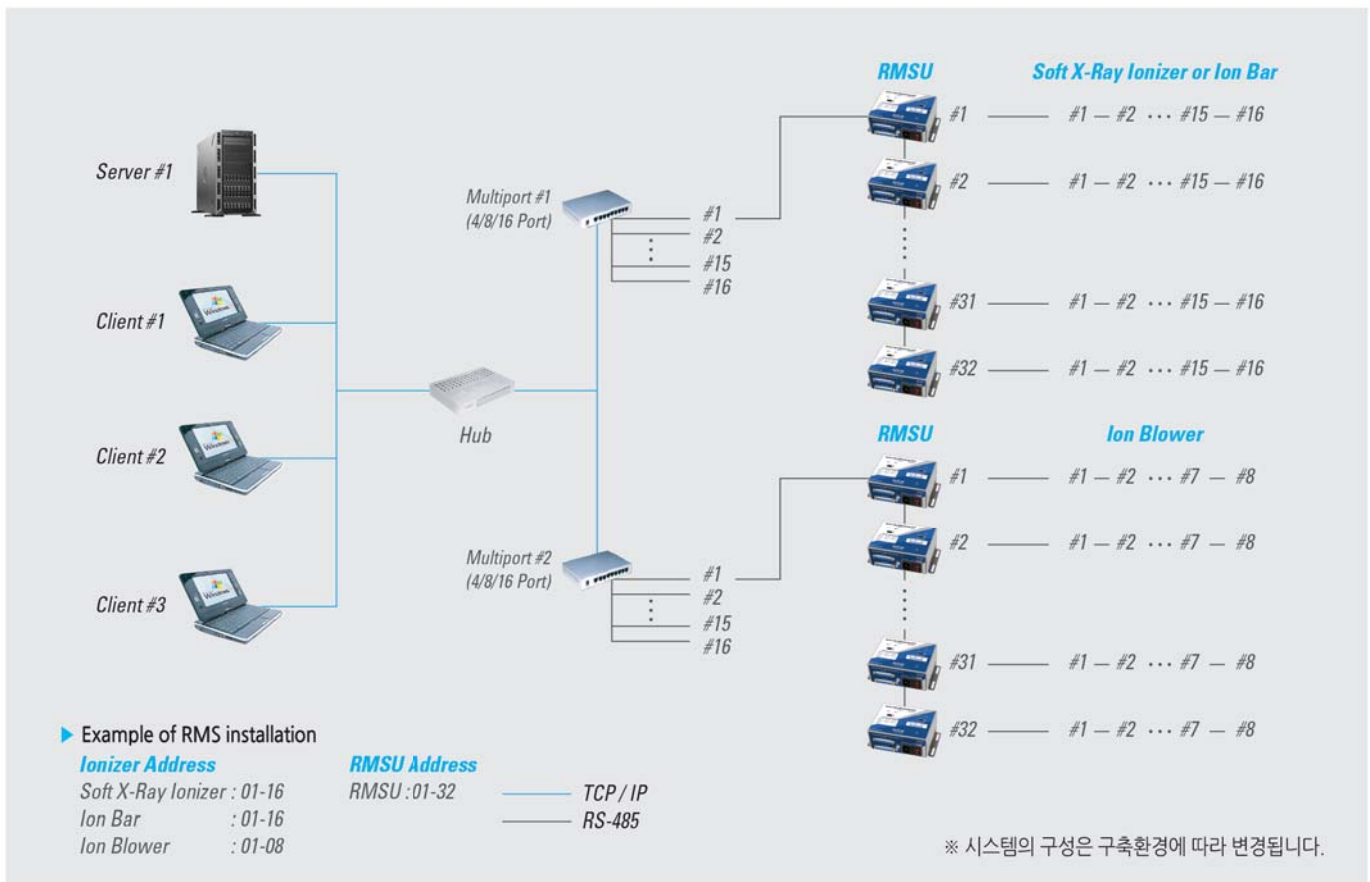 RMSU Soft X-Ray Ionizer or Ion Bar
#1 #1 — #2 ··· #15 — #16
#2 #1 — #2 ··· #15 — #16
#31 #1 — #2 ··· #15 — #16
#32 #1 — #2 ··· #15 — #16
Server #1
Client #1
Client #2
Client #3
Hub
Multiport #1
(4/8/16 Port)
#1
#2
#15
#16
RMSU Ion Blower
#1 #1 — #2 ··· #7 — #8
#2 #1 — #2 ··· #7 — #8
#31 #1 — #2 ··· #7 — #8
#32 #1 — #2 ··· #7 — #8
Multiport #2
(4/8/16 Port)
#1
#2
#15
#16
Windows
Windows
Windows
▶ Example of RMS installation
Ionizer Address
Soft X-Ray Ionizer : 01-16
Ion Bar : 01-16
Ion Blower : 01-08
RMSU Address
RMSU : 01-32
TCP / IP
RS-485
※ 시스템의 구성은 구축환경에 따라 변경됩니다.